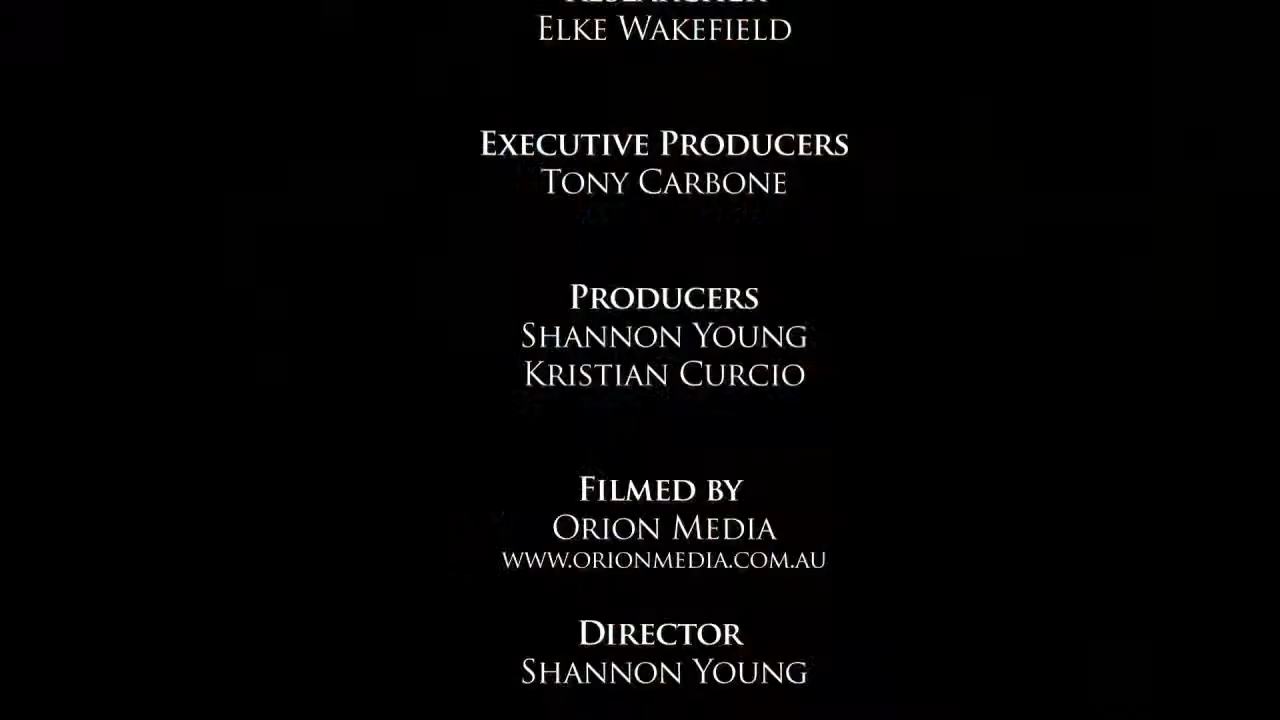 RESEARCHER
ELKE WAKEFIELD
EXECUTIVE PRODUCERS
TONY CARBONE
PRODUCERS
SHANNON YOUNG
KRISTIAN CURCIO
FILMED BY
ORION MEDIA
WWW.ORIONMEDIA.COM.AU
DIRECTOR
SHANNON YOUNG